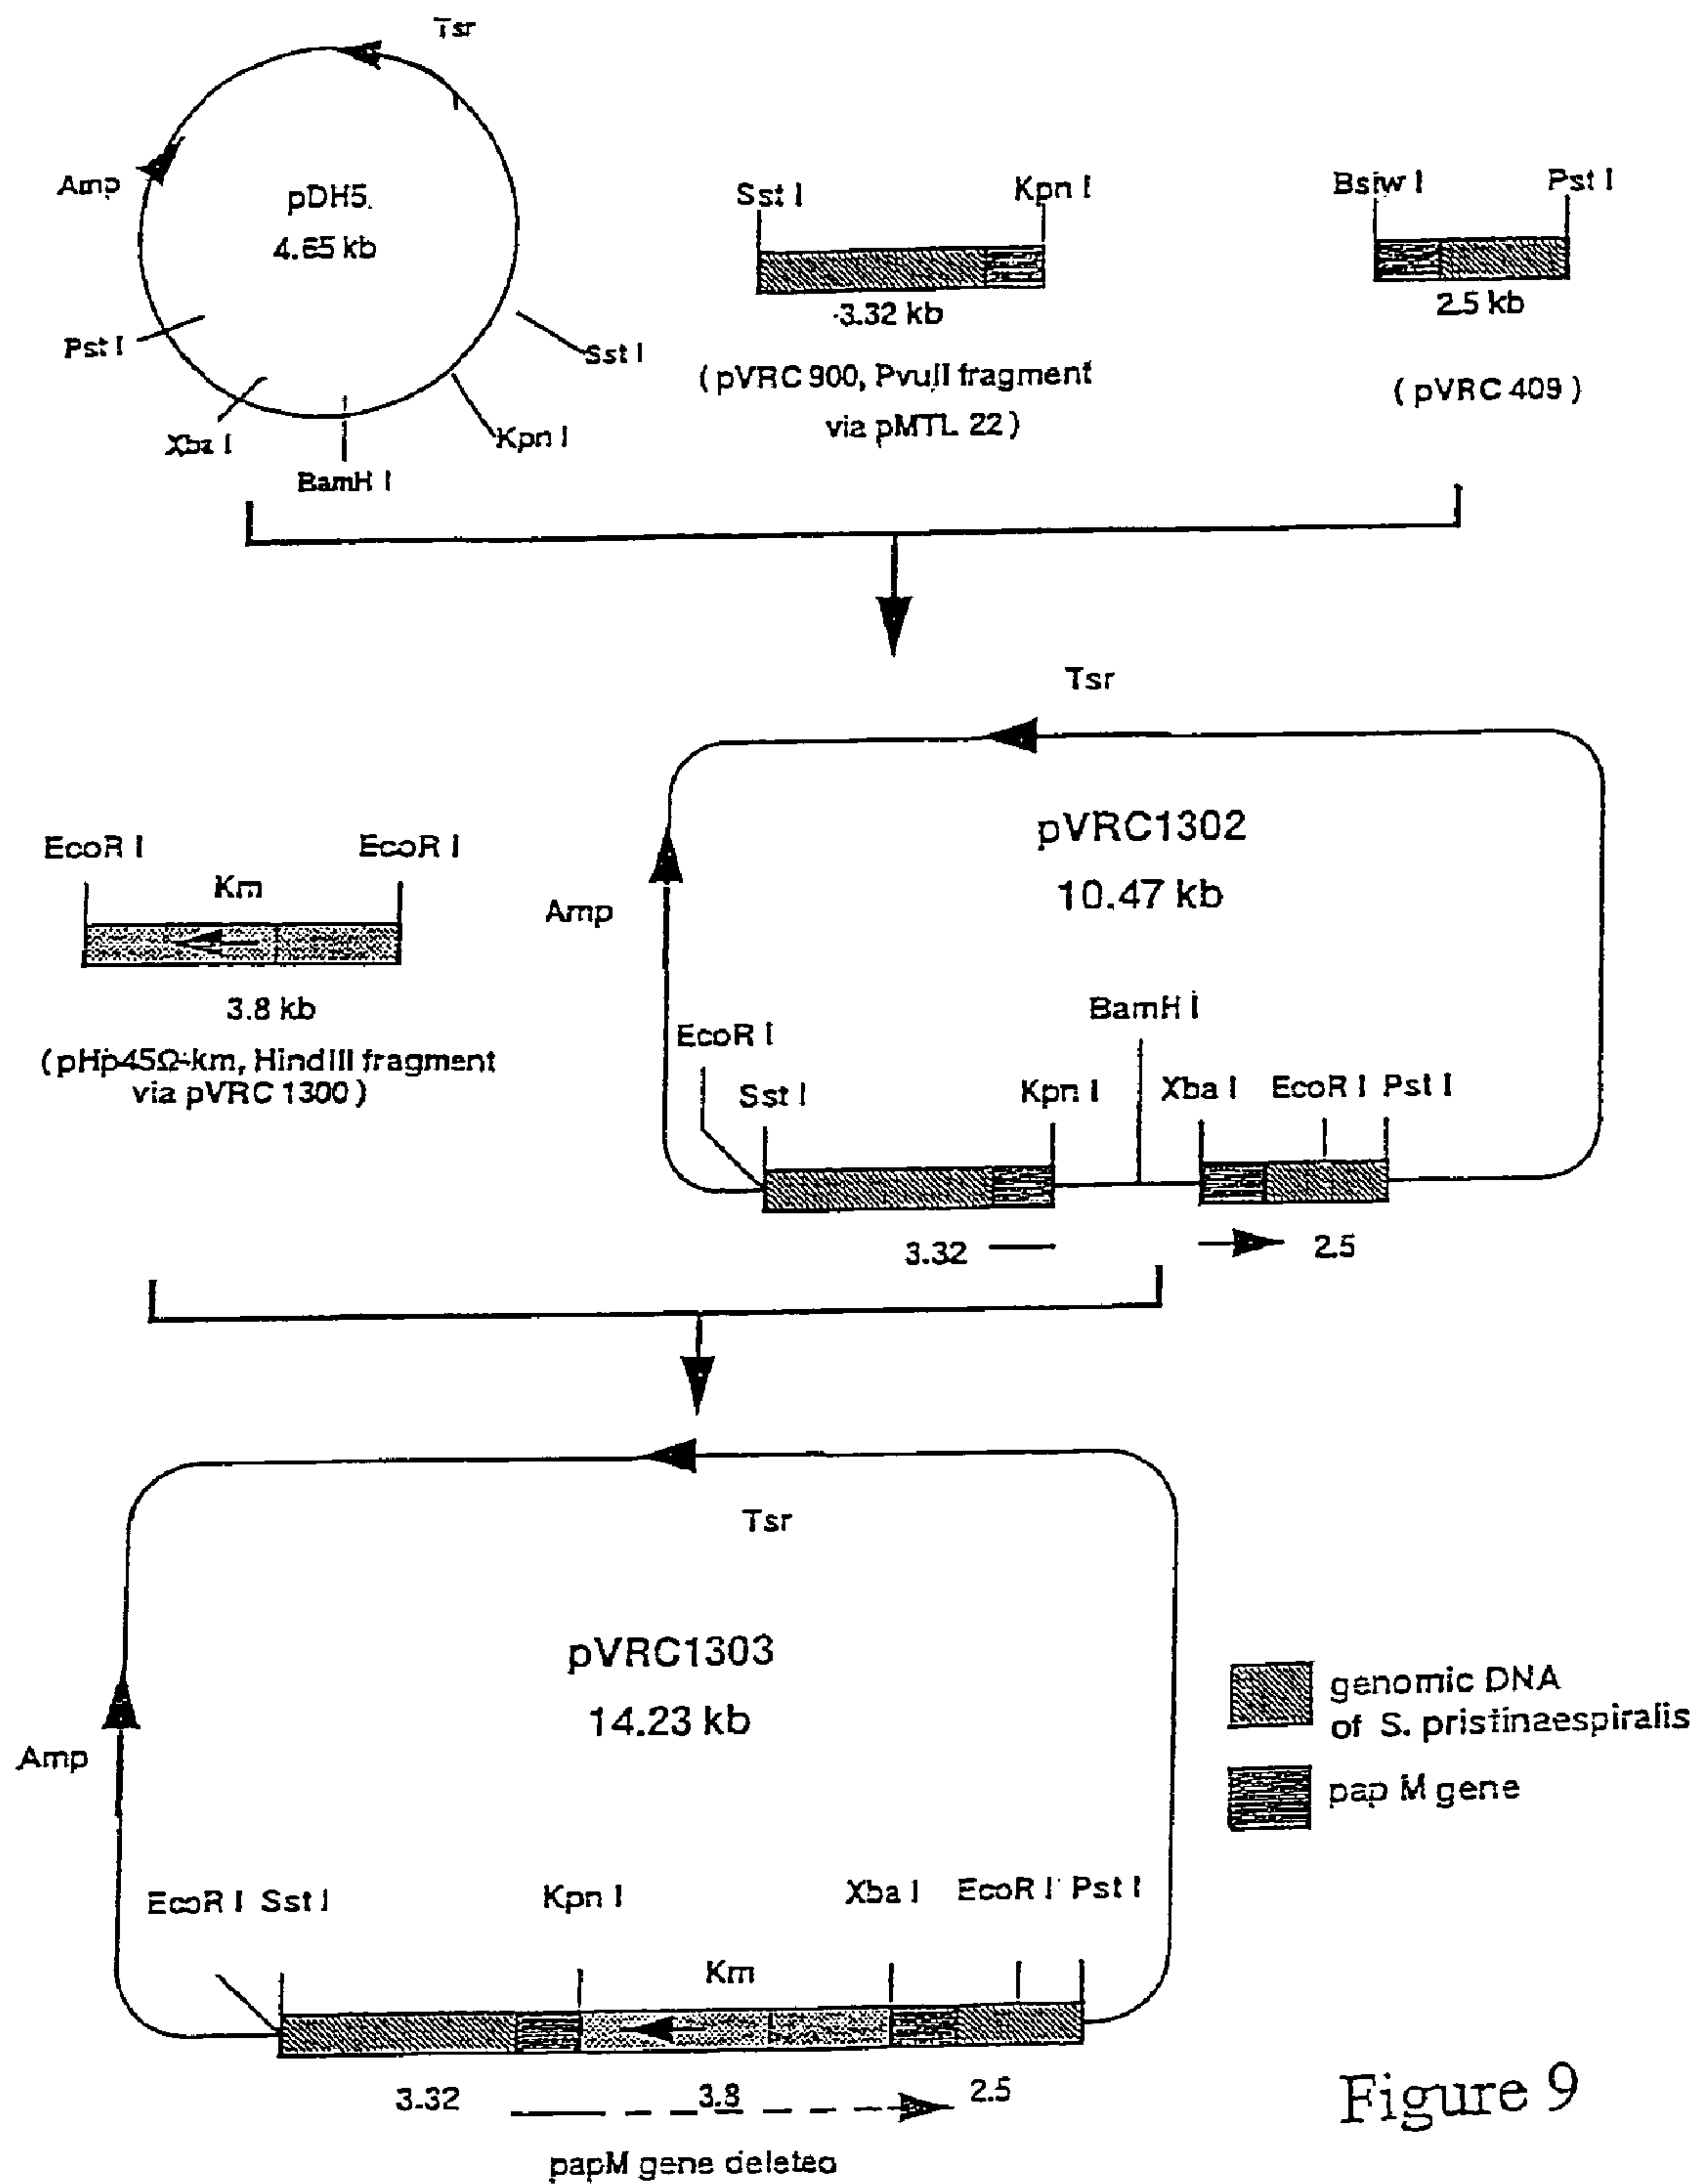 Tsr
Amp
pDH5.
4.65 kb
Pst I
Sst I
Xba I
Kpn I
BamH I
Sst I
Kpn I
3.32 kb
(pVRC 900, PvuII fragment
via pMTL 22)
Bsiw I
Pst I
2.5 kb
(pVRC 409)
Tsr
pVRC1302
10.47 kb
Amp
EcoR I
EcoR I
Km
3.8 kb
(pHp45Ω-km, HindIII fragment
via pVRC 1300)
EcoR I
Sst I
Kpn I
BamH I
Xba I
EcoR I
Pst I
3.32
2.5
Tsr
pVRC1303
14.23 kb
Amp
EcoR I
Sst I
Kpn I
Xba I
EcoR I
Pst I
Km
3.32
3.8
2.5
papM gene deleted
genomic DNA
of S. pristinaespiralis
pap M gene
Figure 9